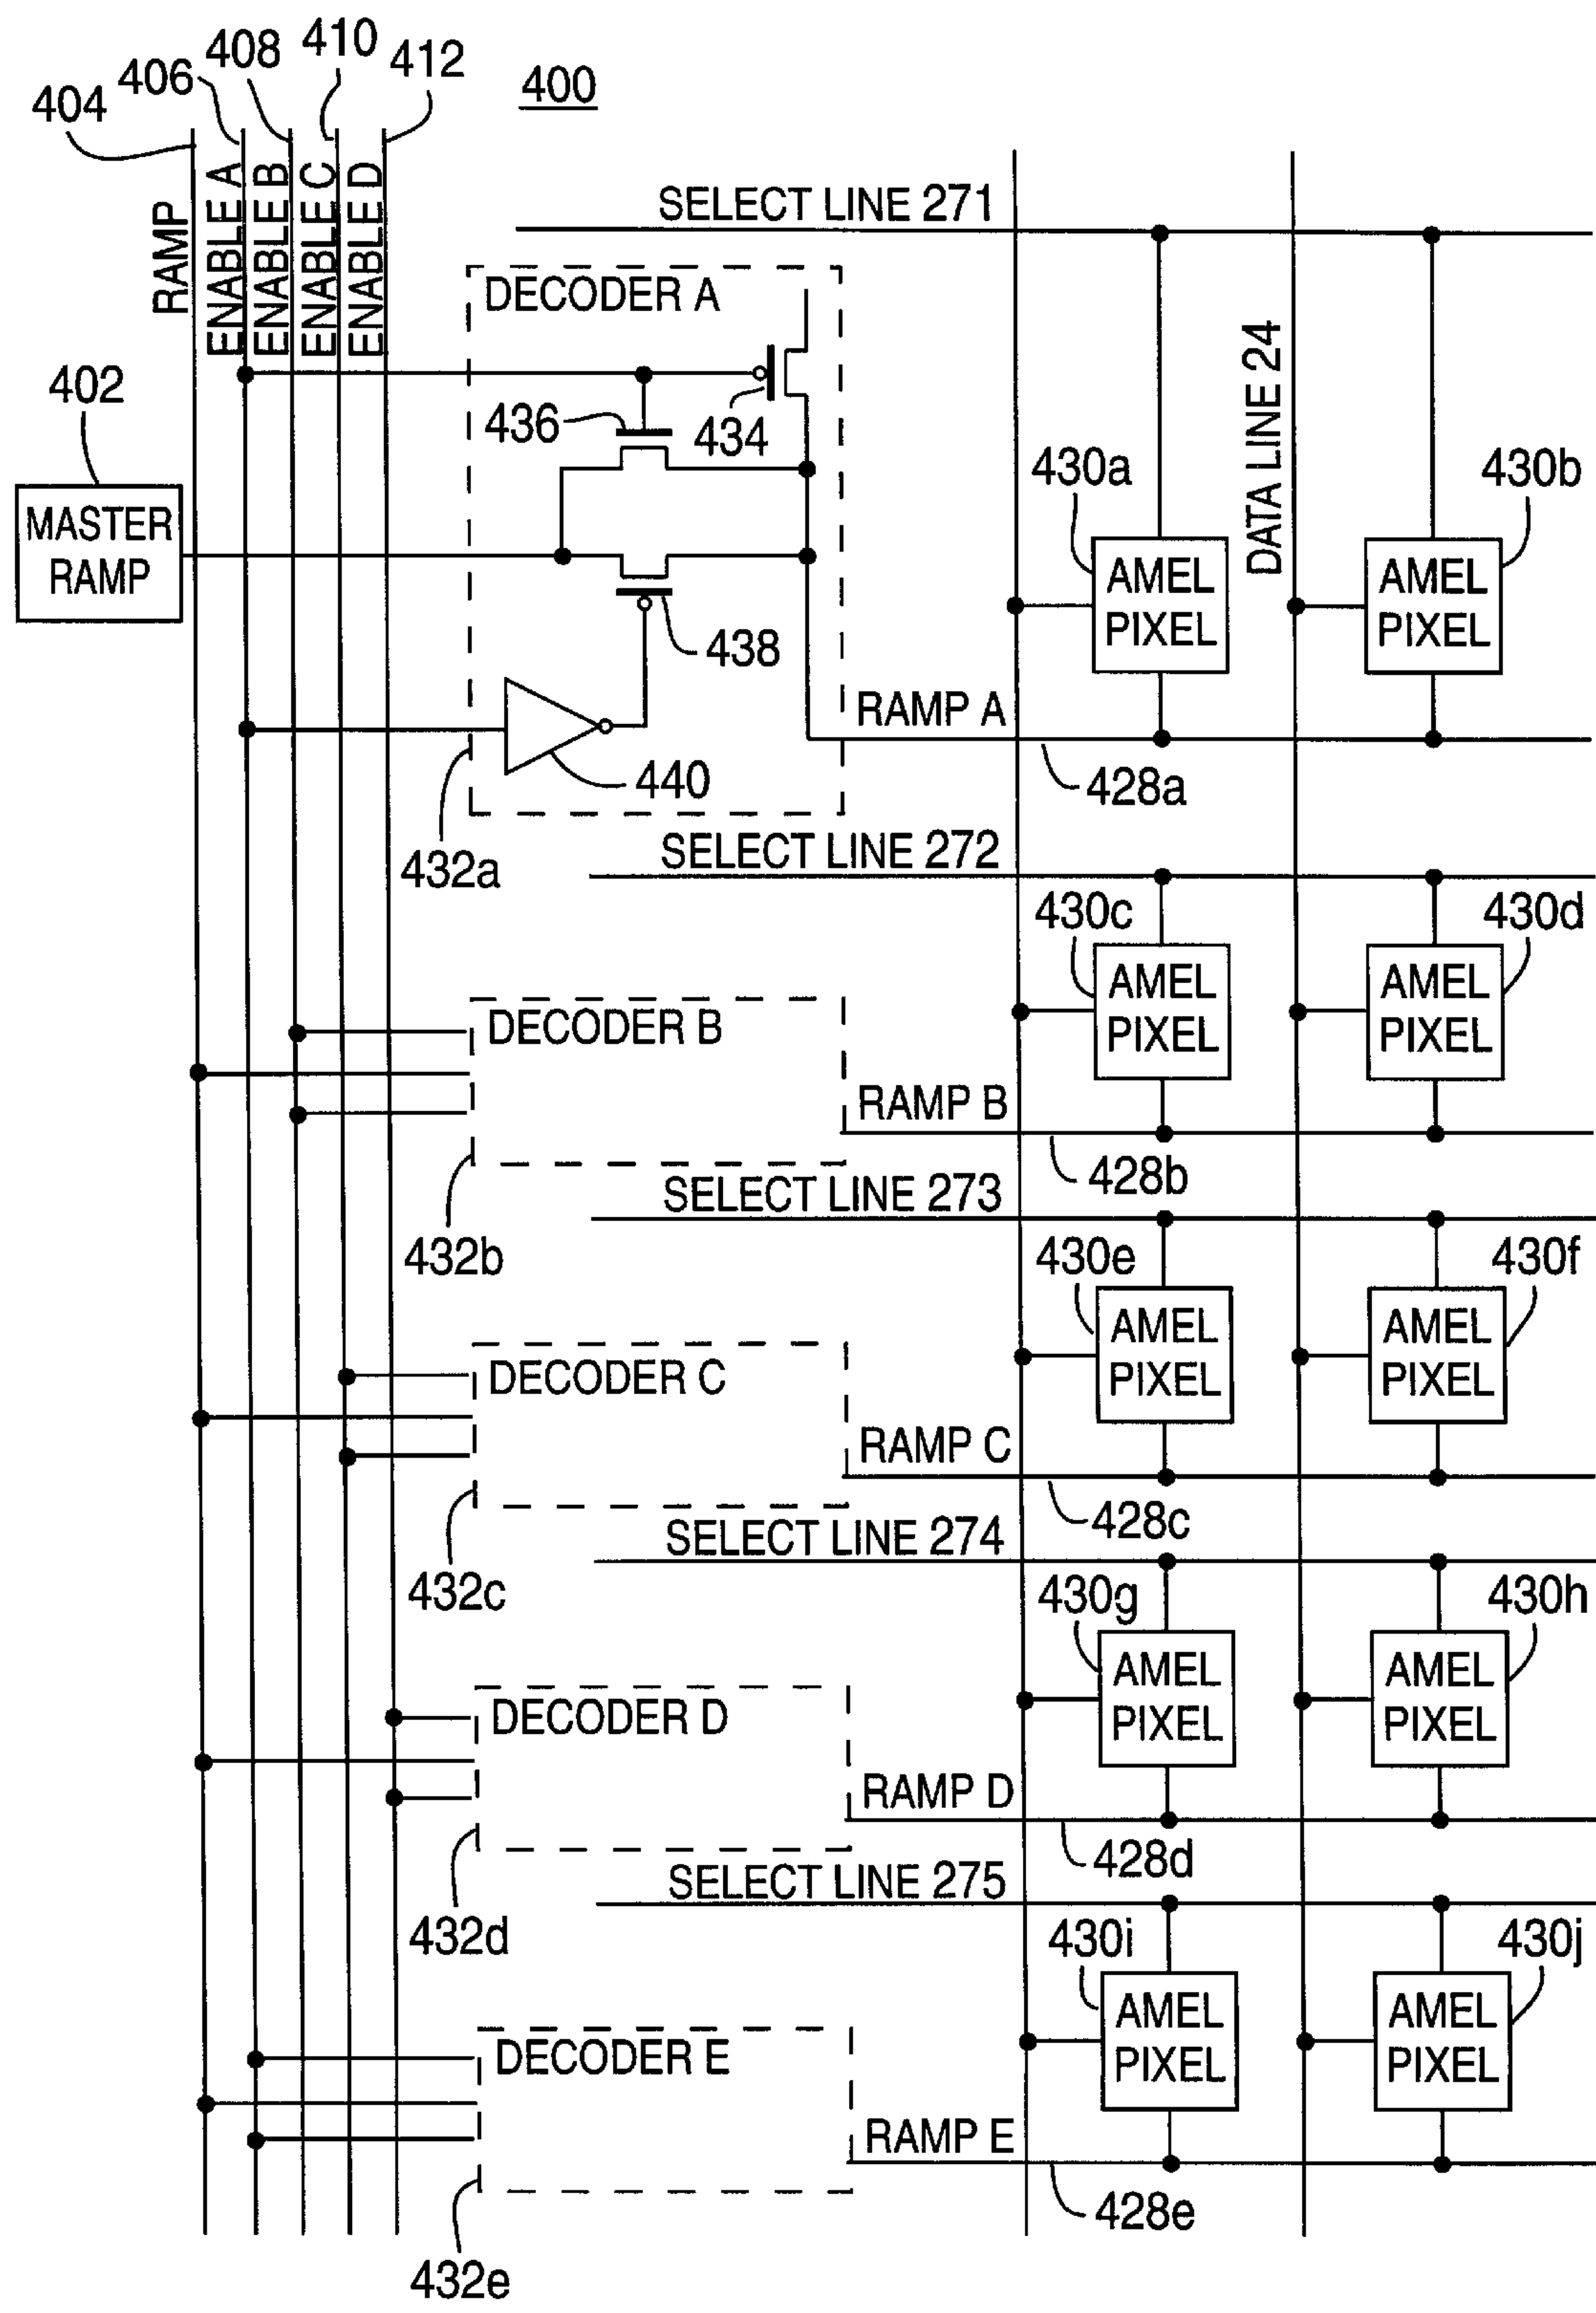 410
408
412
406
400
404
RAMP
ENABLE A
ENABLE B
ENABLE C
ENABLE D
SELECT LINE 271
DECODER A
DATA LINE 24
402
436
434
430a
430b
MASTER
RAMP
AMEL
PIXEL
AMEL
PIXEL
438
RAMP A
440
428a
432a
SELECT LINE 272
430c
430d
AMEL
PIXEL
AMEL
PIXEL
DECODER B
RAMP B
428b
SELECT LINE 273
432b
430e
430f
AMEL
PIXEL
AMEL
PIXEL
DECODER C
RAMP C
428c
SELECT LINE 274
432c
430g
430h
AMEL
PIXEL
AMEL
PIXEL
DECODER D
RAMP D
428d
SELECT LINE 275
432d
430i
430j
AMEL
PIXEL
AMEL
PIXEL
DECODER E
RAMP E
428e
432e